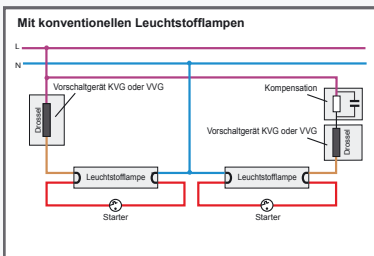 Mit konventionellen Leuchtstofflampen
L
N
Vorschaltgerät KVG oder VVG
Kompensation
Drossel
Vorschaltgerät KVG oder VVG
Drossel
Leuchtstofflampe
Leuchtstofflampe
Starter
Starter